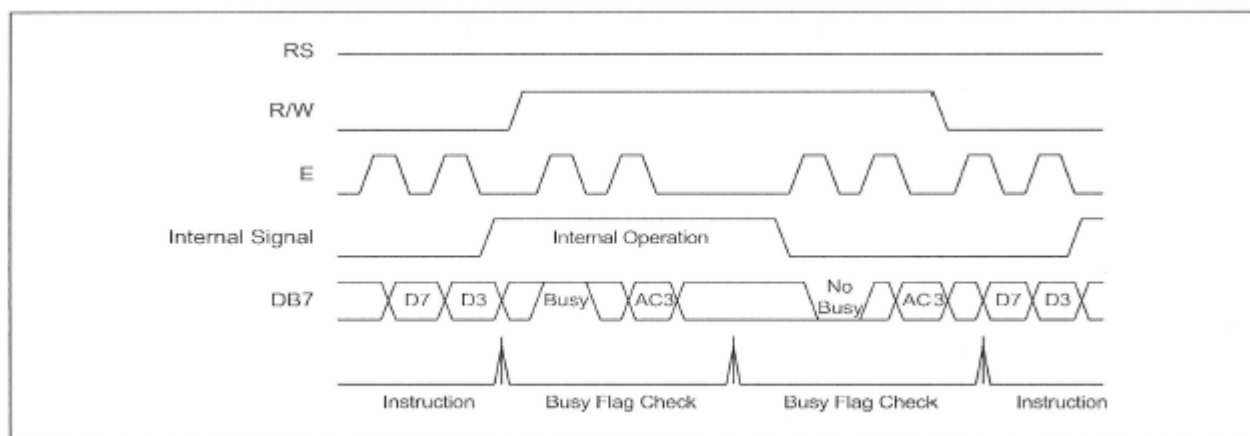 RS
R/W
E
Internal Signal
Internal Operation
DB7
D7
D3
Busy
AC3
No
Busy
AC3
D7
D3
Instruction
Busy Flag Check
Busy Flag Check
Instruction